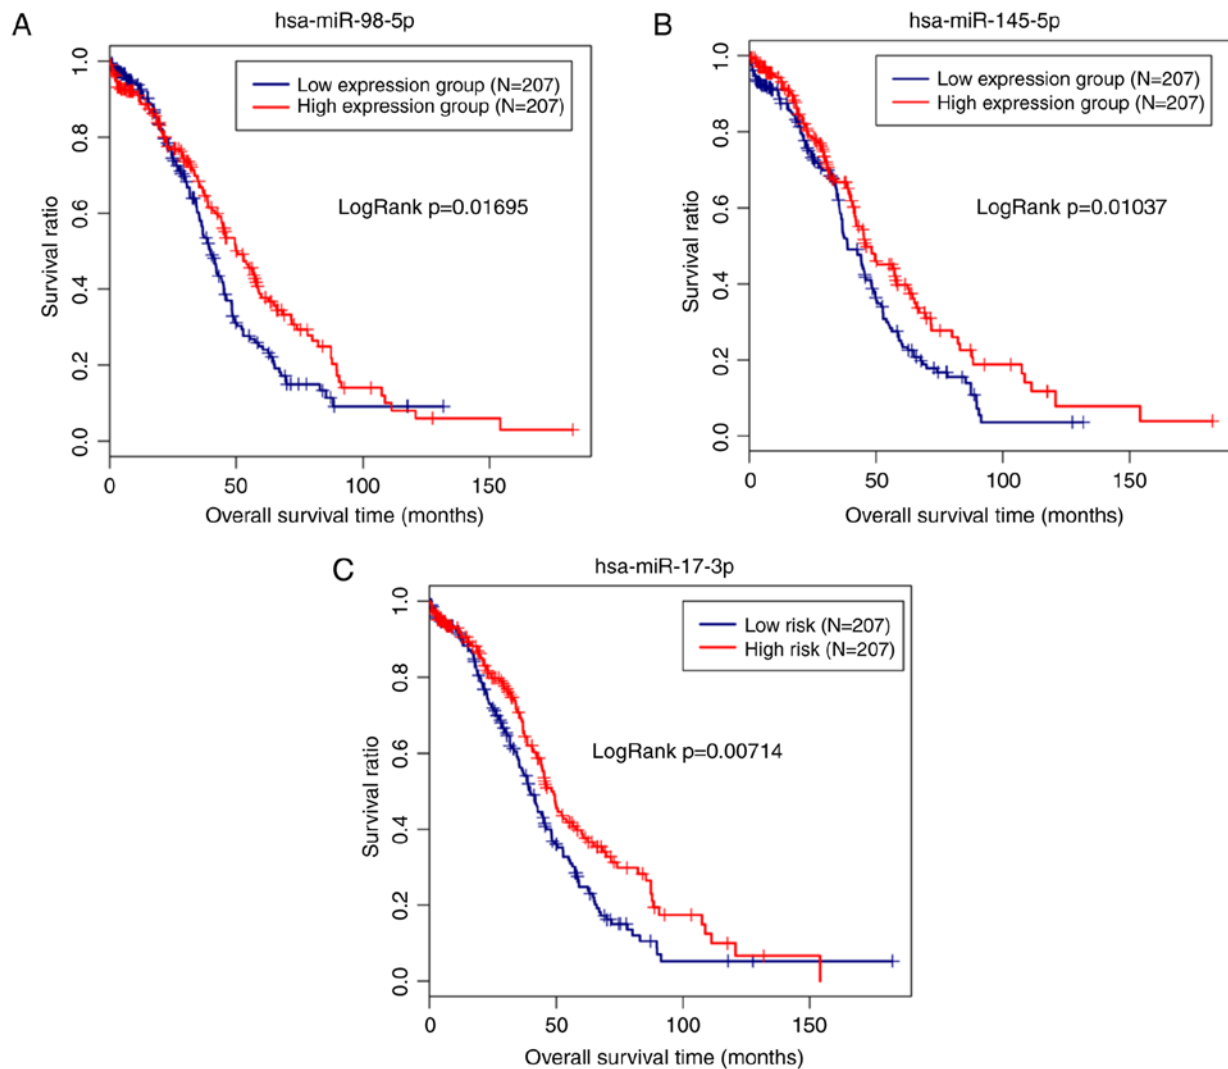 A
hsa-miR-98-5p
Low expression group (N=207)
High expression group (N=207)
LogRank p=0.01695
Survival ratio
1.0
0.8
0.6
0.4
0.2
0.0
0
50
100
150
Overall survival time (months)
B
hsa-miR-145-5p
Low expression group (N=207)
High expression group (N=207)
LogRank p=0.01037
Survival ratio
1.0
0.8
0.6
0.4
0.2
0.0
0
50
100
150
Overall survival time (months)
C
hsa-miR-17-3p
Low risk (N=207)
High risk (N=207)
LogRank p=0.00714
Survival ratio
1.0
0.8
0.6
0.4
0.2
0.0
0
50
100
150
Overall survival time (months)